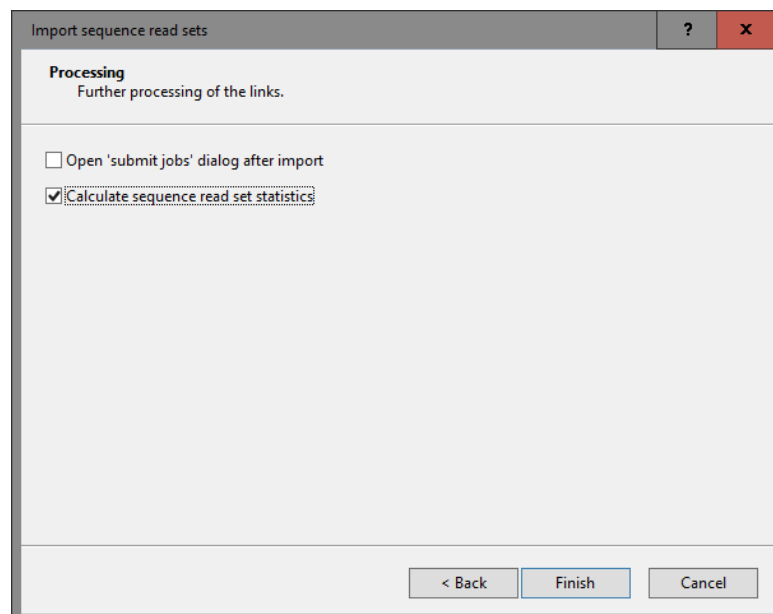 Import sequence read sets
?
x
Processing
Further processing of the links.
Open 'submit jobs' dialog after import
Calculate sequence read set statistics
< Back
Finish
Cancel